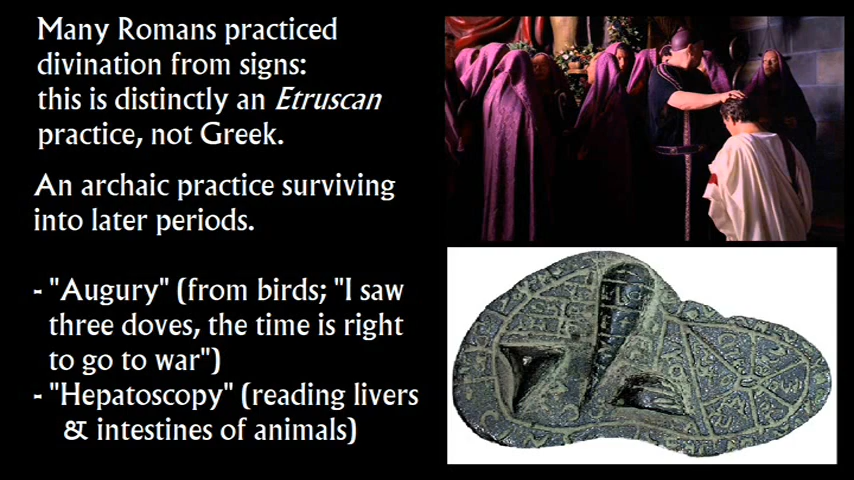 Many Romans practiced
divination from signs:
this is distinctly an Etruscan
practice, not Greek.
An archaic practice surviving
into later periods.
- "Augury" (from birds; "I saw
three doves, the time is right
to go to war")
- "Hepatoscopy" (reading livers
& intestines of animals)